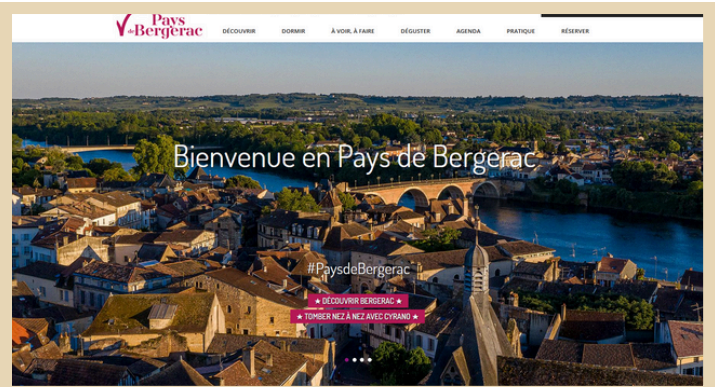 Pays
de Bergerac
DÉCOUVRIR DORMIR À VOIR, À FAIRE DÉGUSTER AGENDA PRATIQUE RÉSERVER
Bienvenue en Pays de Bergerac
#PaysdeBergerac
★ DÉCOUVRIR BERGERAC ★
★ TOMBER NEZ À NEZ AVEC CYRANO ★